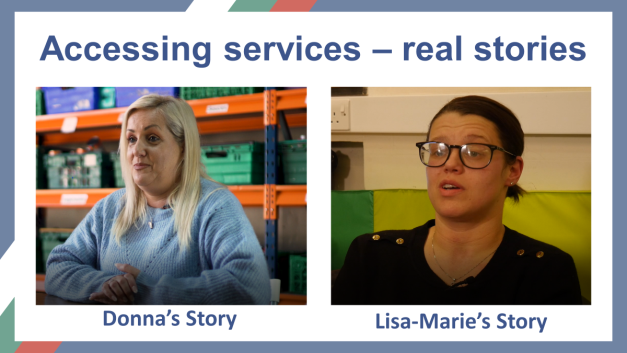 Accessing services – real stories
Donna’s Story
Lisa-Marie’s Story